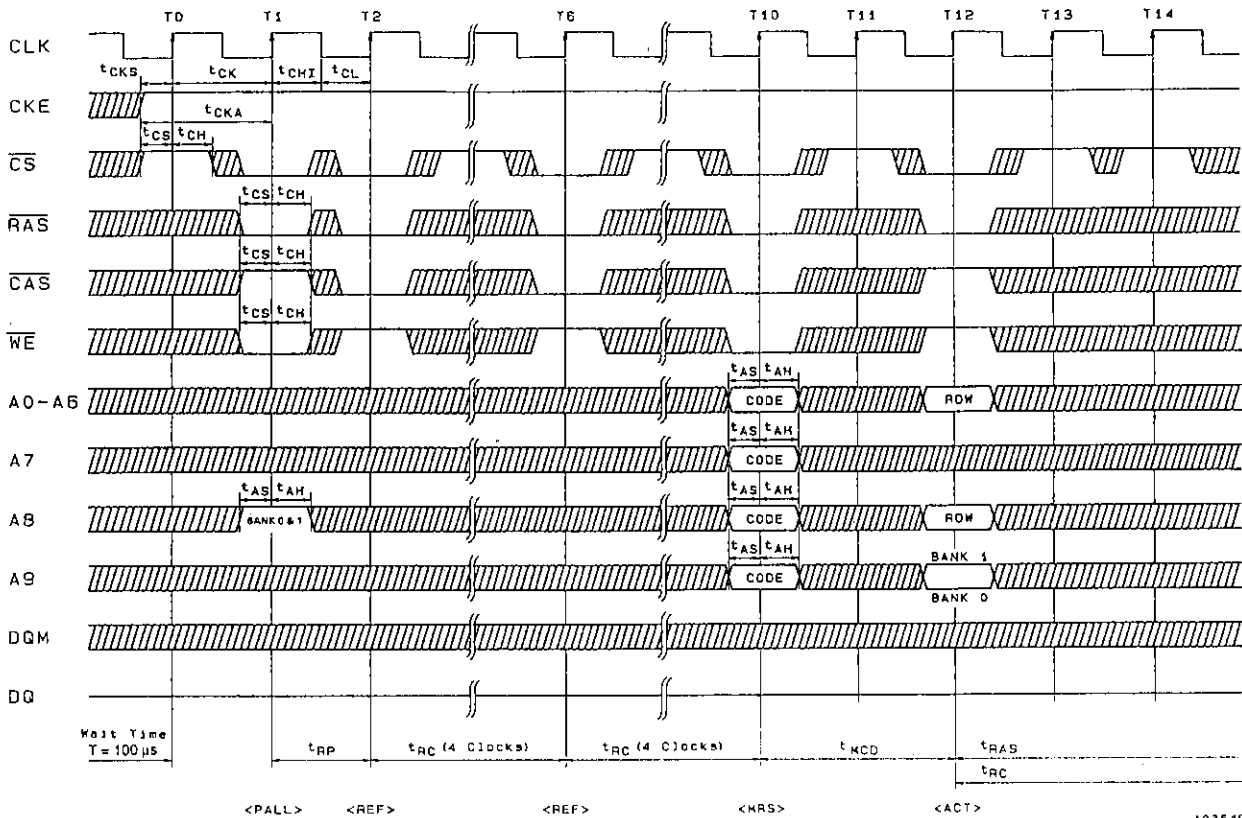 T0 T1 T2 T6 T10 T11 T12 T13 T14
CLK
tCKS tCK tCHI tCL
CKE
tCKA
tCS tCH
CS
tCS tCH
RAS
tCS tCH
CAS
tCS tCH
WE
tAS tAH
A0-A6 CODE ROW
tAS tAH
A7 CODE
tAS tAH tAS tAH
A8 BANK 0 & 1 CODE ROW
tAS tAH BANK 1
A9 CODE
BANK 0
DQM
DQ
Wait Time
T = 100 μs tRP tRC (4 Clocks) tRC (4 Clocks) tMCD tRAS
tRC
<PALL> <REF> <REF> <MRS> <ACT>